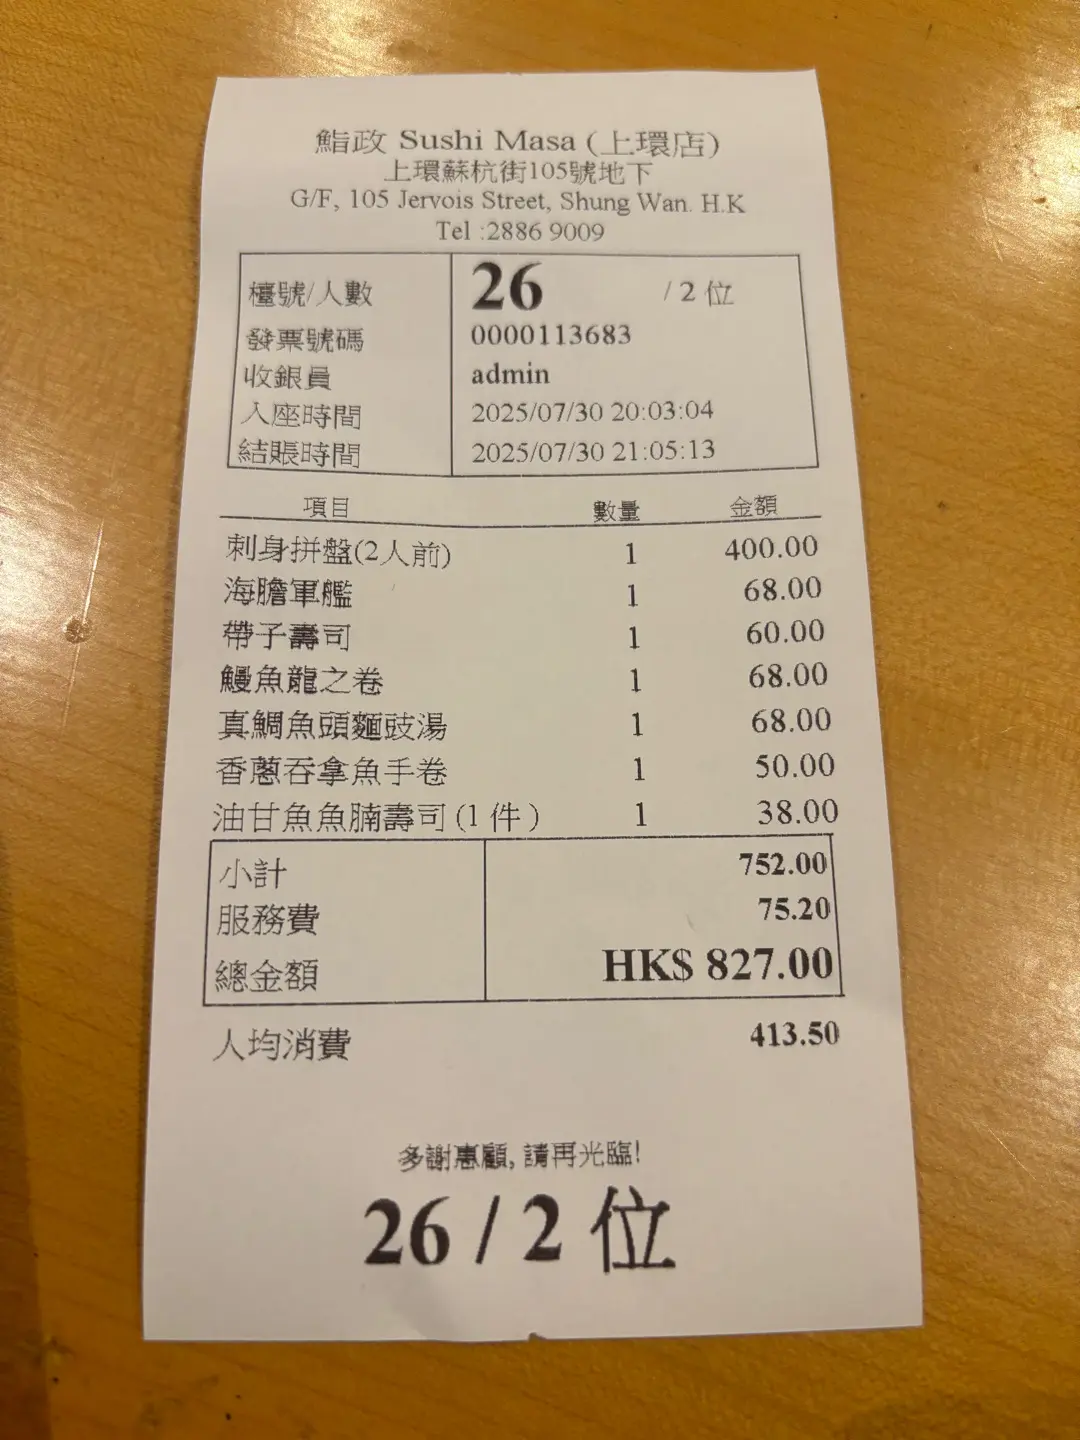 鮨政 Sushi Masa (上環店)
上環蘇杭街105號地下
G/F, 105 Jervois Street, Shung Wan. H.K
Tel :2886 9009
檯號/人數 26 / 2 位
發票號碼 0000113683
收銀員 admin
入座時間 2025/07/30 20:03:04
結賬時間 2025/07/30 21:05:13
項目 數量 金額
刺身拼盤(2人前) 1 400.00
海膽軍艦 1 68.00
帶子壽司 1 60.00
鰻魚龍之卷 1 68.00
真鯛魚頭麵豉湯 1 68.00
香蔥吞拿魚手卷 1 50.00
油甘魚魚腩壽司 (1 件 ) 1 38.00
小計 752.00
服務費 75.20
總金額 HK$ 827.00
人均消費 413.50
多謝惠顧, 請再光臨!
26 / 2 位